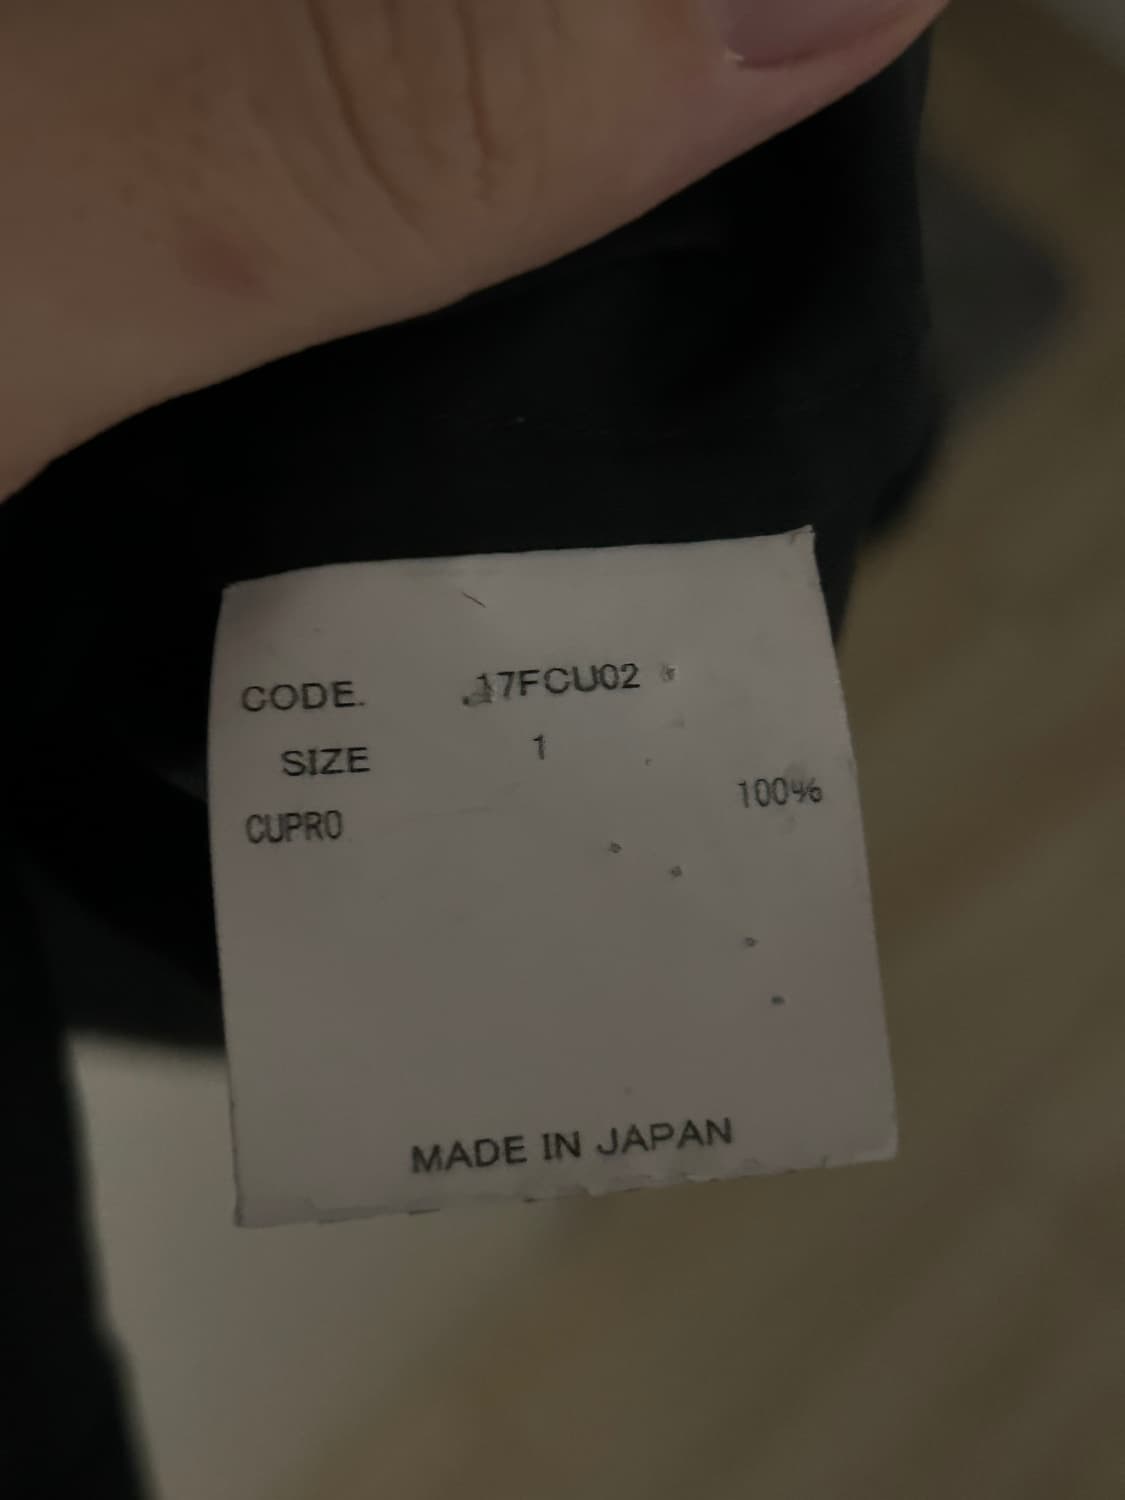 CODE. 17FCU02
SIZE 1
CUPRO 100%
MADE IN JAPAN